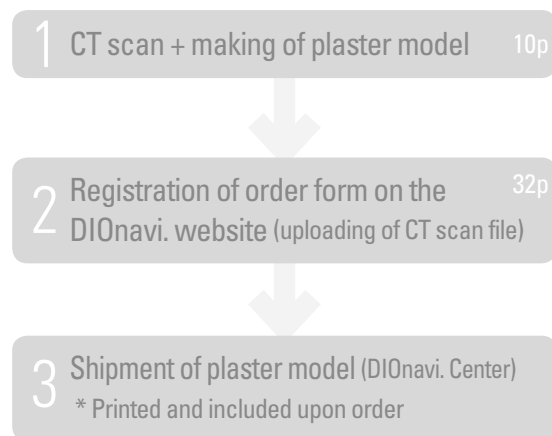 1 CT scan + making of plaster model 10p
2 Registration of order form on the 32p
DIOnavi. website (uploading of CT scan file)
3 Shipment of plaster model (DIOnavi. Center)
* Printed and included upon order